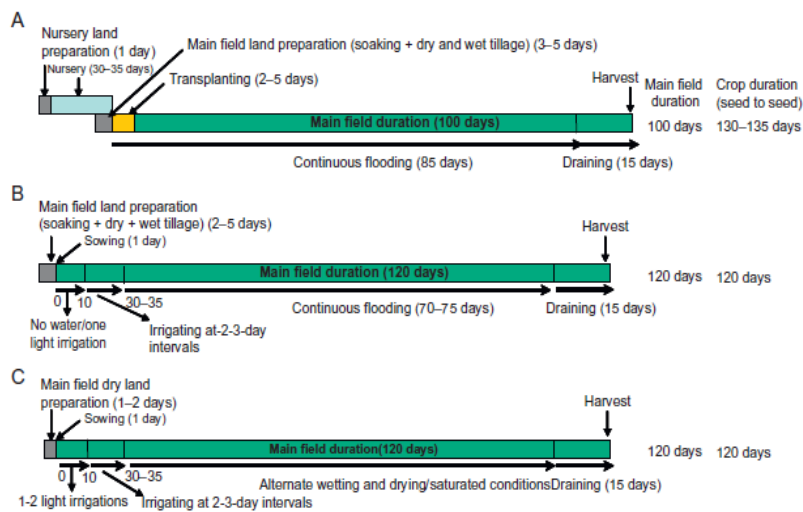 A
Nursery land
preparation (1 day)
Nursery (30–35 days)
Main field land preparation (soaking + dry and wet tillage) (3–5 days)
Transplanting (2–5 days)
Harvest
Main field
duration
Crop duration
(seed to seed)
Main field duration (100 days)
100 days
130–135 days
Continuous flooding (85 days)
Draining (15 days)
B
Main field land preparation
(soaking + dry + wet tillage) (2–5 days)
Sowing (1 day)
Harvest
Main field duration (120 days)
120 days
120 days
0
10
30–35
Continuous flooding (70–75 days)
Draining (15 days)
No water/one
light irrigation
Irrigating at-2-3-day
intervals
C
Main field dry land
preparation (1–2 days)
Sowing (1 day)
Harvest
Main field duration(120 days)
120 days
120 days
0
10
30–35
Alternate wetting and drying/saturated conditionsDraining (15 days)
1-2 light irrigations
Irrigating at 2-3-day intervals